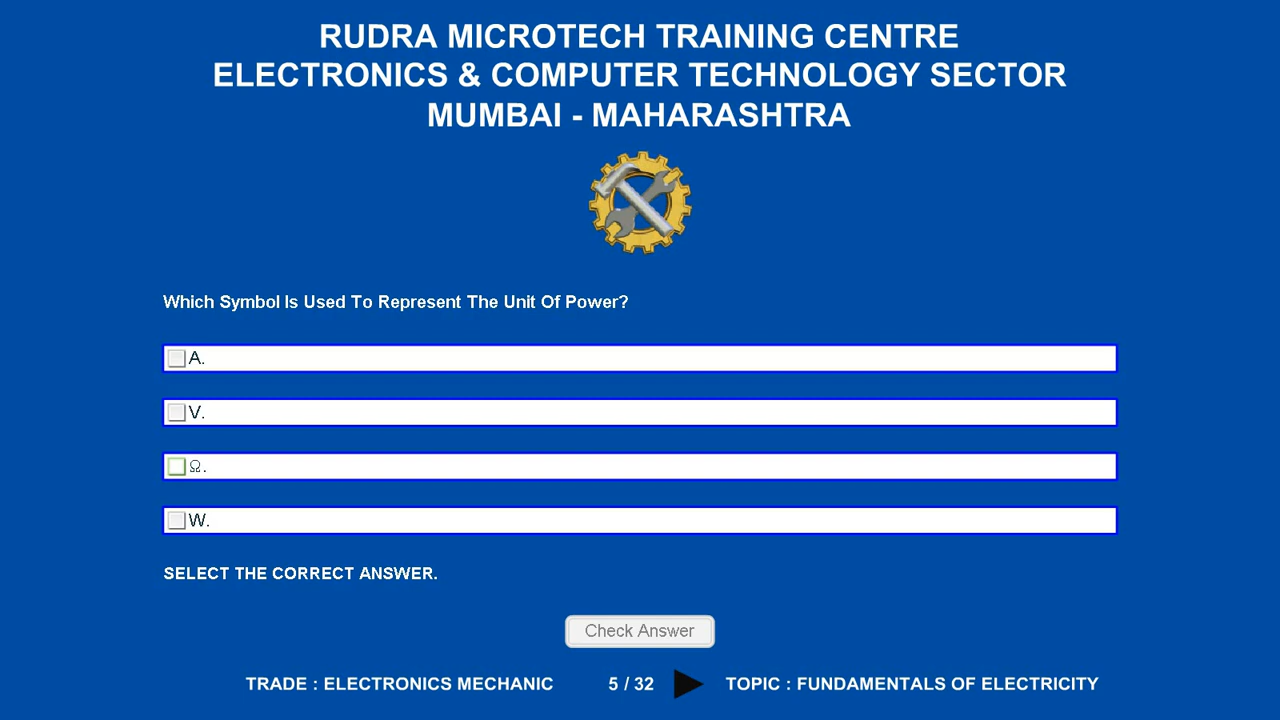 RUDRA MICROTECH TRAINING CENTRE
ELECTRONICS & COMPUTER TECHNOLOGY SECTOR
MUMBAI - MAHARASHTRA
Which Symbol Is Used To Represent The Unit Of Power?
A.
V.
Ω.
W.
SELECT THE CORRECT ANSWER.
Check Answer
TRADE : ELECTRONICS MECHANIC 5 / 32 TOPIC : FUNDAMENTALS OF ELECTRICITY